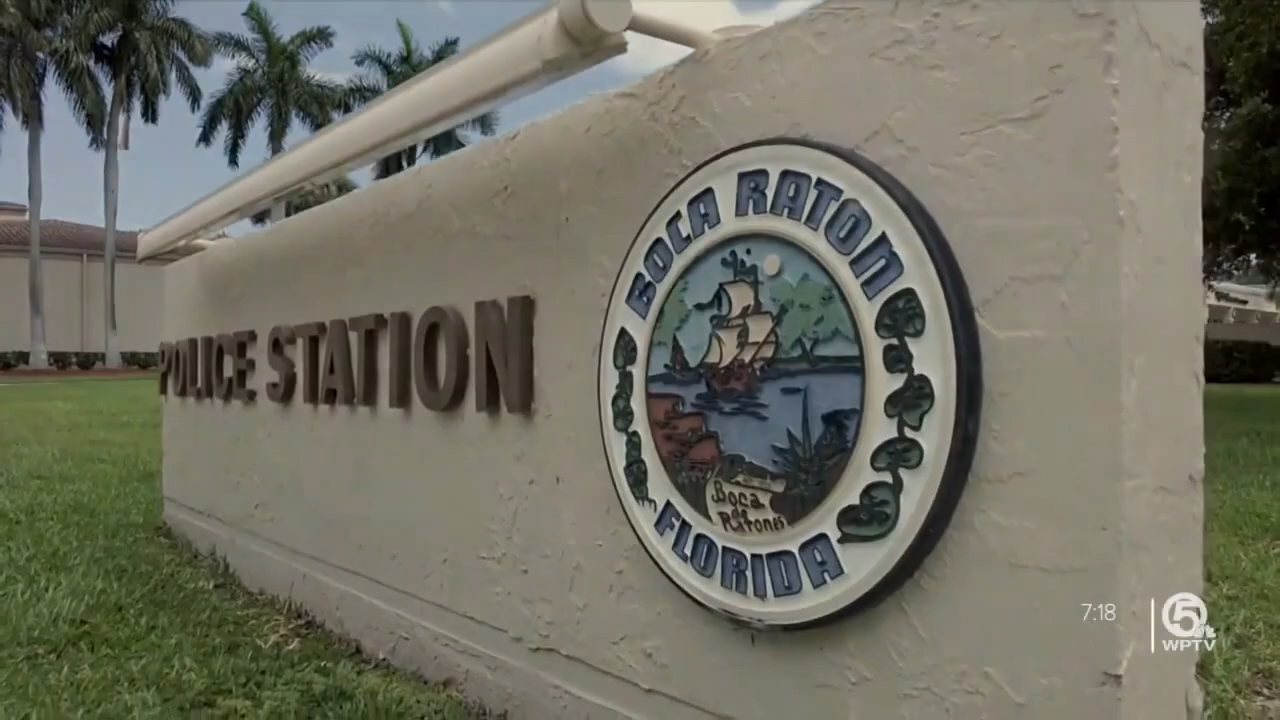 POLICE STATION
BOCA RATON
Boca
de
Ratones
FLORIDA
7:18
5
WPTV